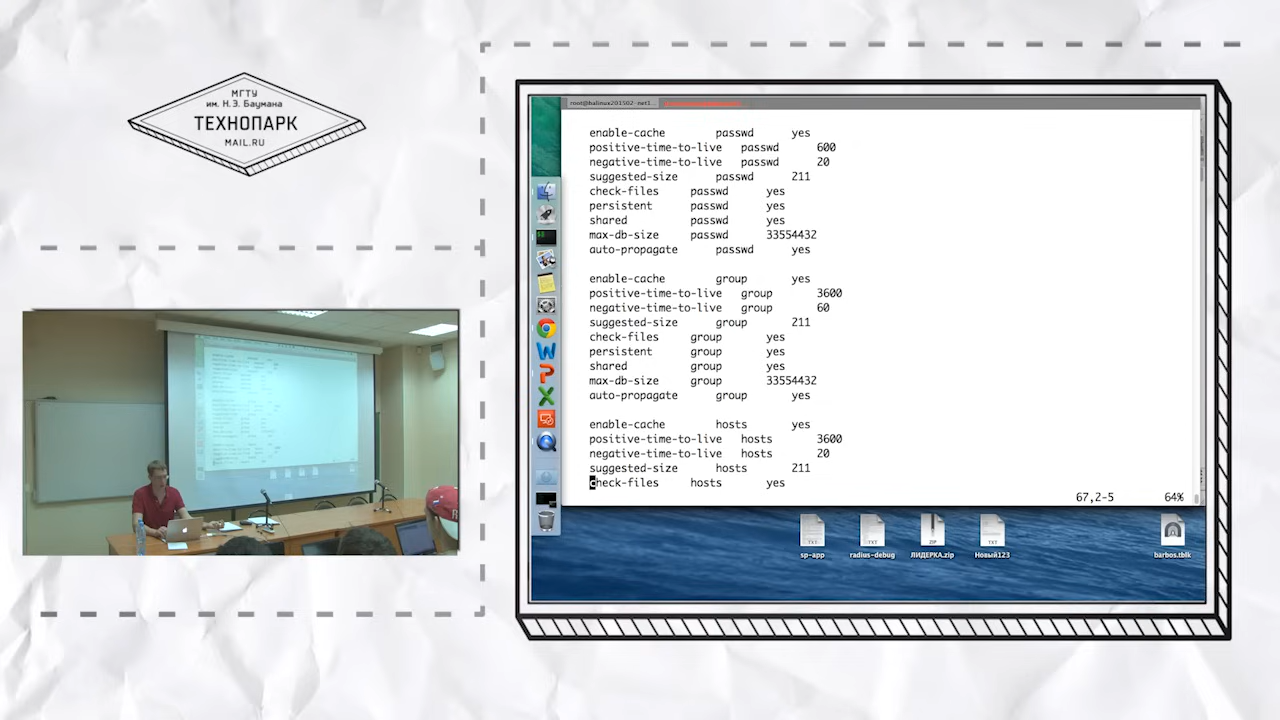 МГТУ
им. Н.Э. Баумана
ТЕХНОПАРК
MAIL.RU
root@balinux201502-net1...
enable-cache passwd yes
positive-time-to-live passwd 600
negative-time-to-live passwd 20
suggested-size passwd 211
check-files passwd yes
persistent passwd yes
shared passwd yes
max-db-size passwd 33554432
auto-propagate passwd yes
enable-cache group yes
positive-time-to-live group 3600
negative-time-to-live group 60
suggested-size group 211
check-files group yes
persistent group yes
shared group yes
max-db-size group 33554432
auto-propagate group yes
enable-cache hosts yes
positive-time-to-live hosts 3600
negative-time-to-live hosts 20
suggested-size hosts 211
check-files hosts yes
67,2-5 64%
sp-app radius-debug ЛИДЕРКА.zip Новый123 barbos.tblk